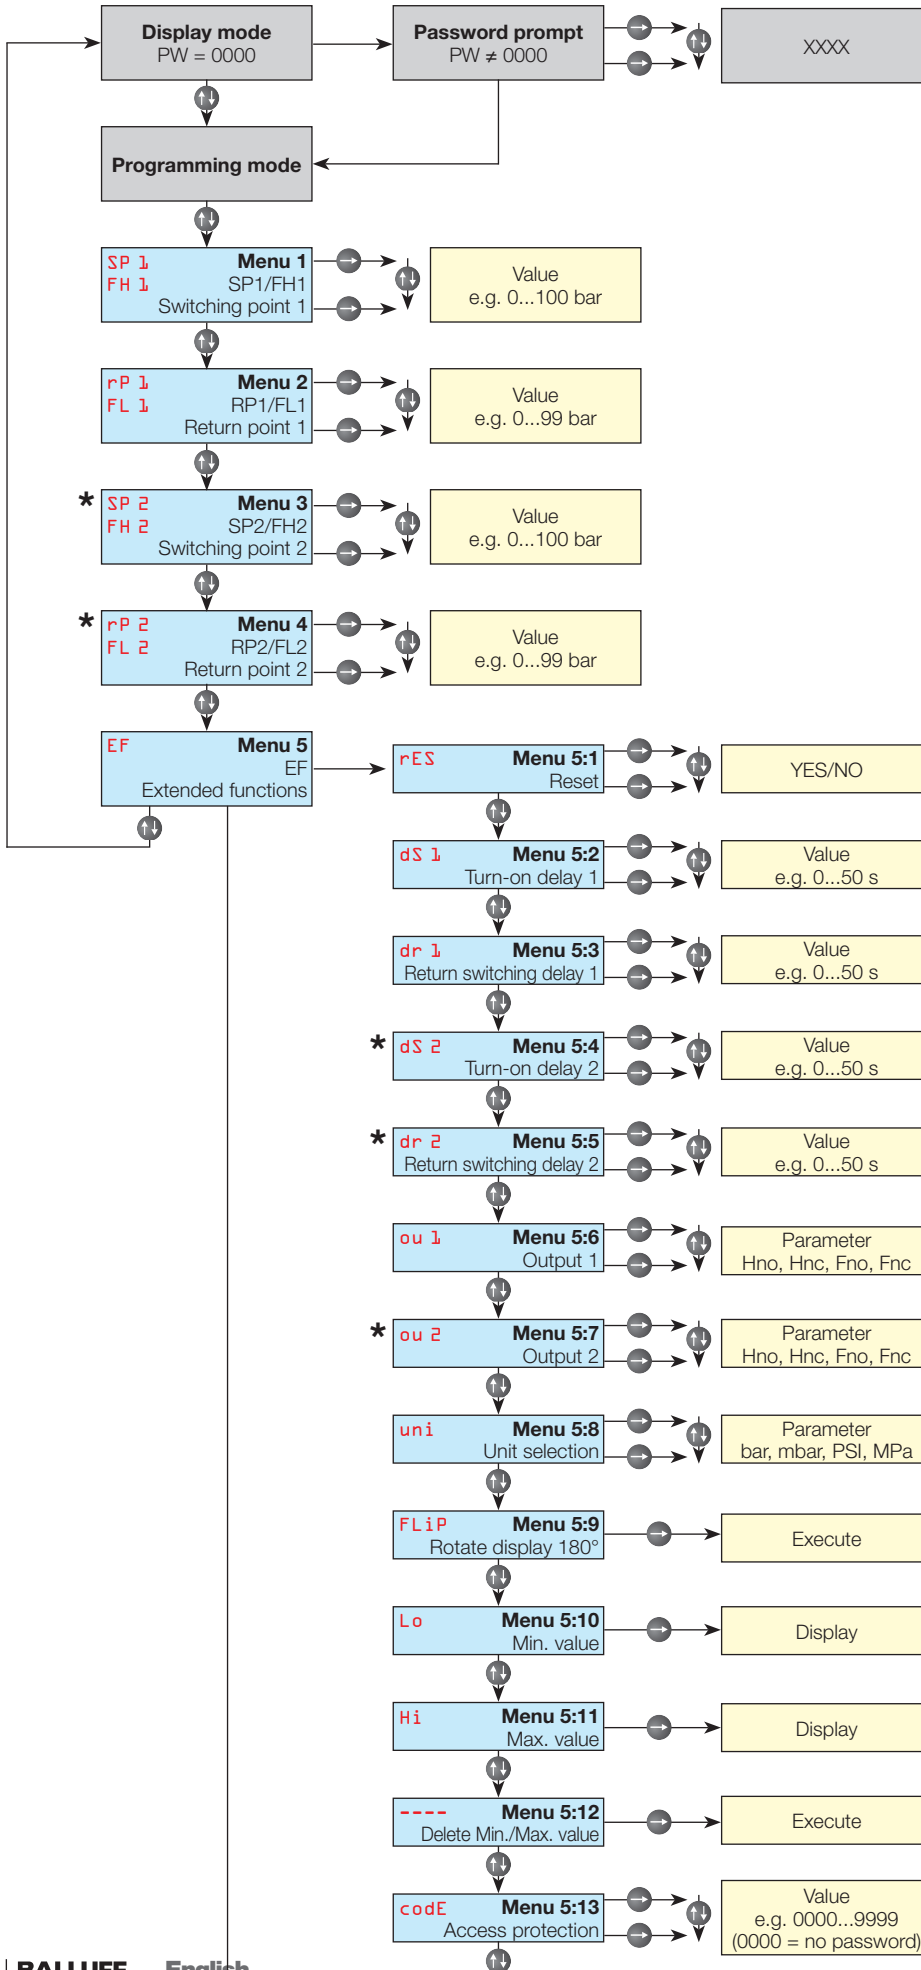 Display mode
PW = 0000
Password prompt
PW ≠ 0000
XXXX
Programming mode
SP 1 Menu 1
FH 1 SP1/FH1
Switching point 1
Value
e.g. 0...100 bar
rP 1 Menu 2
FL 1 RP1/FL1
Return point 1
Value
e.g. 0...99 bar
* SP 2 Menu 3
FH 2 SP2/FH2
Switching point 2
Value
e.g. 0...100 bar
* rP 2 Menu 4
FL 2 RP2/FL2
Return point 2
Value
e.g. 0...99 bar
EF Menu 5
EF
Extended functions
rES Menu 5:1
Reset
YES/NO
dS 1 Menu 5:2
Turn-on delay 1
Value
e.g. 0...50 s
dr 1 Menu 5:3
Return switching delay 1
Value
e.g. 0...50 s
* dS 2 Menu 5:4
Turn-on delay 2
Value
e.g. 0...50 s
* dr 2 Menu 5:5
Return switching delay 2
Value
e.g. 0...50 s
ou 1 Menu 5:6
Output 1
Parameter
Hno, Hnc, Fno, Fnc
* ou 2 Menu 5:7
Output 2
Parameter
Hno, Hnc, Fno, Fnc
uni Menu 5:8
Unit selection
Parameter
bar, mbar, PSI, MPa
FLiP Menu 5:9
Rotate display 180°
Execute
Lo Menu 5:10
Min. value
Display
Hi Menu 5:11
Max. value
Display
---- Menu 5:12
Delete Min./Max. value
Execute
codE Menu 5:13
Access protection
Value
e.g. 0000...9999
(0000 = no password)
BALLUFF English